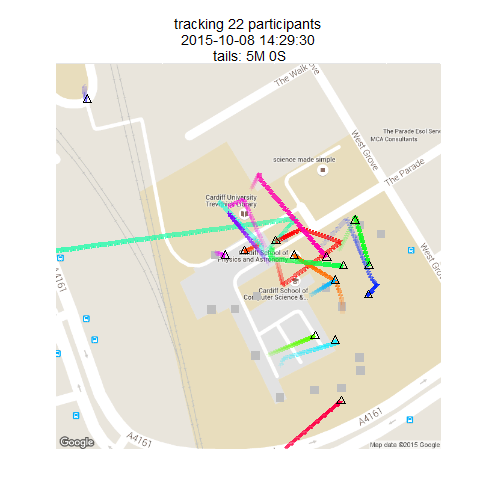 tracking 22 participants
2015-10-08 14:29:30
tails: 5M 0S
The Walk
West Grove
The Parade Esol Serv
MCA Consultants
science made simple
The Parade
Cardiff University
Trevithick Library
West Grove
Cardiff School of
Physics and Astronomy
Cardiff School of
Computer Science &...
A4161
A4161
A4161
Google
Map data ©2015 Google